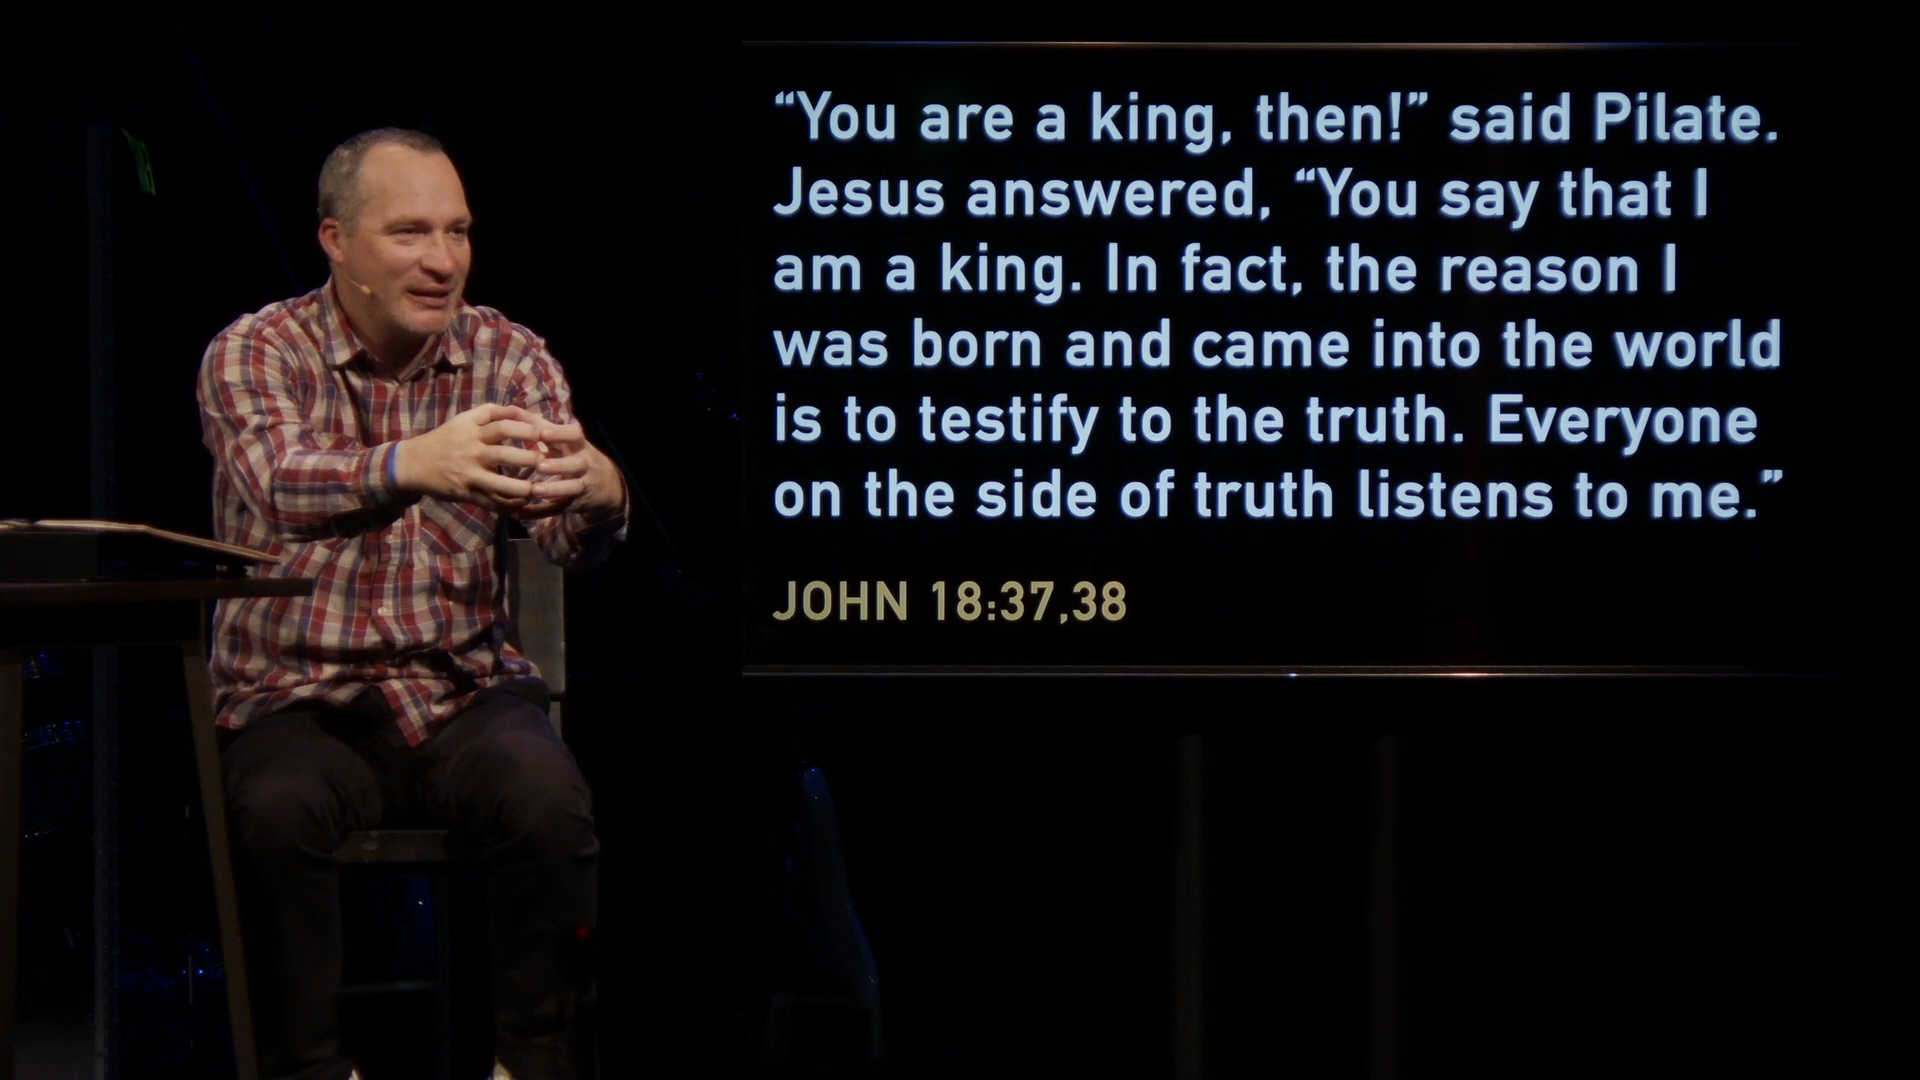 “You are a king, then!” said Pilate.
Jesus answered, “You say that I
am a king. In fact, the reason I
was born and came into the world
is to testify to the truth. Everyone
on the side of truth listens to me.”
JOHN 18:37,38